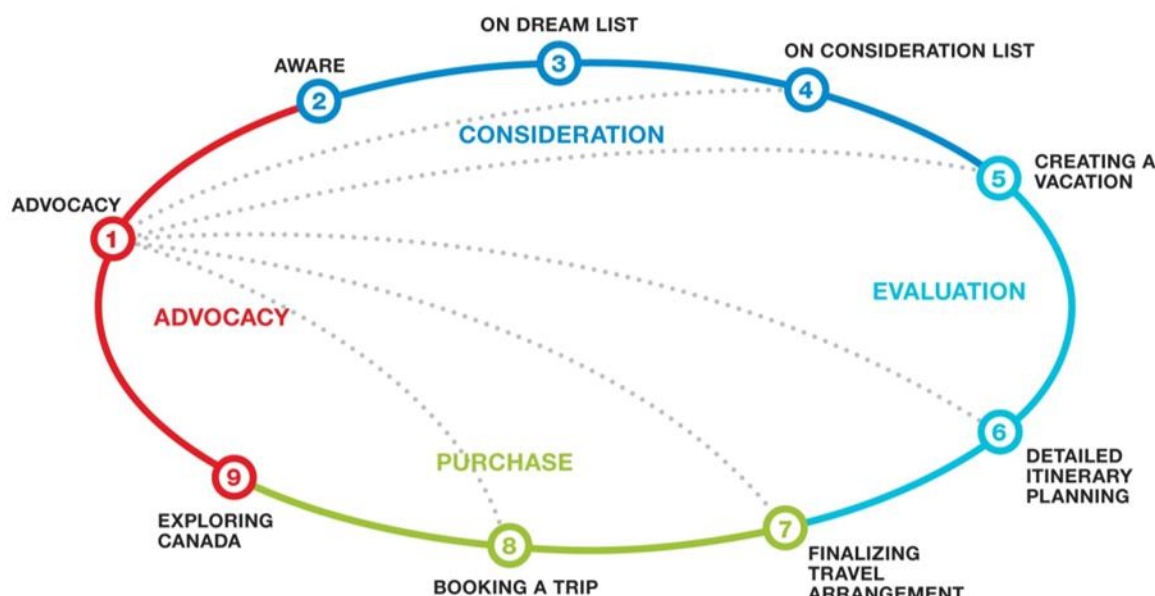 ON DREAM LIST
3
ON CONSIDERATION LIST
4
AWARE
2
CONSIDERATION
CREATING A
VACATION
5
ADVOCACY
1
EVALUATION
ADVOCACY
6
DETAILED
ITINERARY
PLANNING
PURCHASE
9
EXPLORING
CANADA
8
BOOKING A TRIP
7
FINALIZING
TRAVEL
ARRANGEMENT